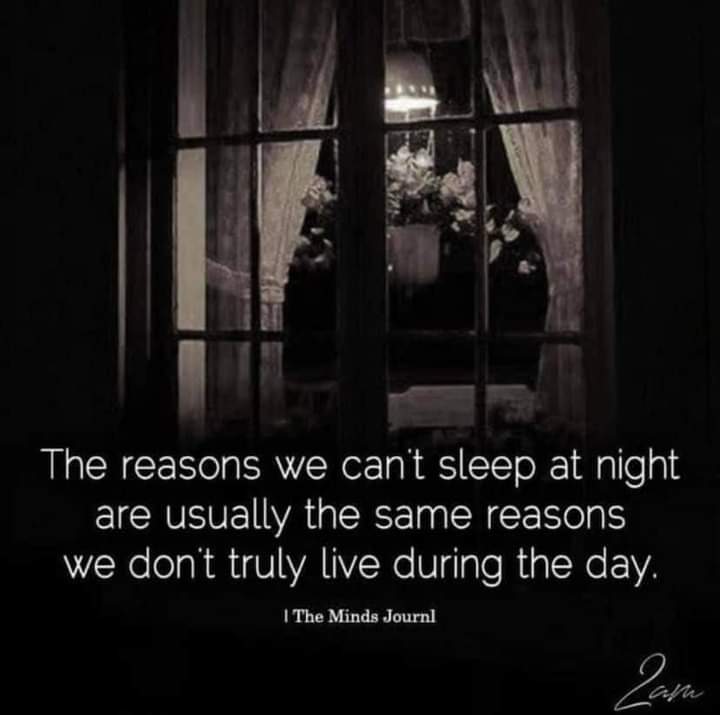 The reasons we can't sleep at night
are usually the same reasons
we don't truly live during the day.
| The Minds Journl
2am